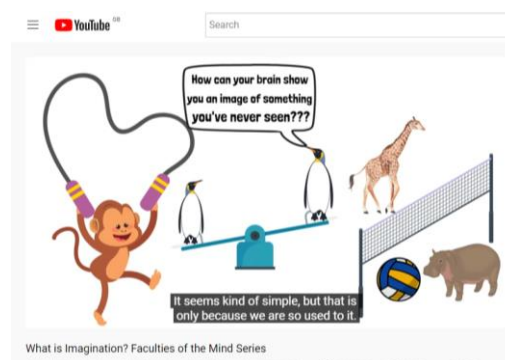 YouTube GB
Search
How can your brain show
you an image of something
you've never seen???
It seems kind of simple, but that is
only because we are so used to it.
What is Imagination? Faculties of the Mind Series